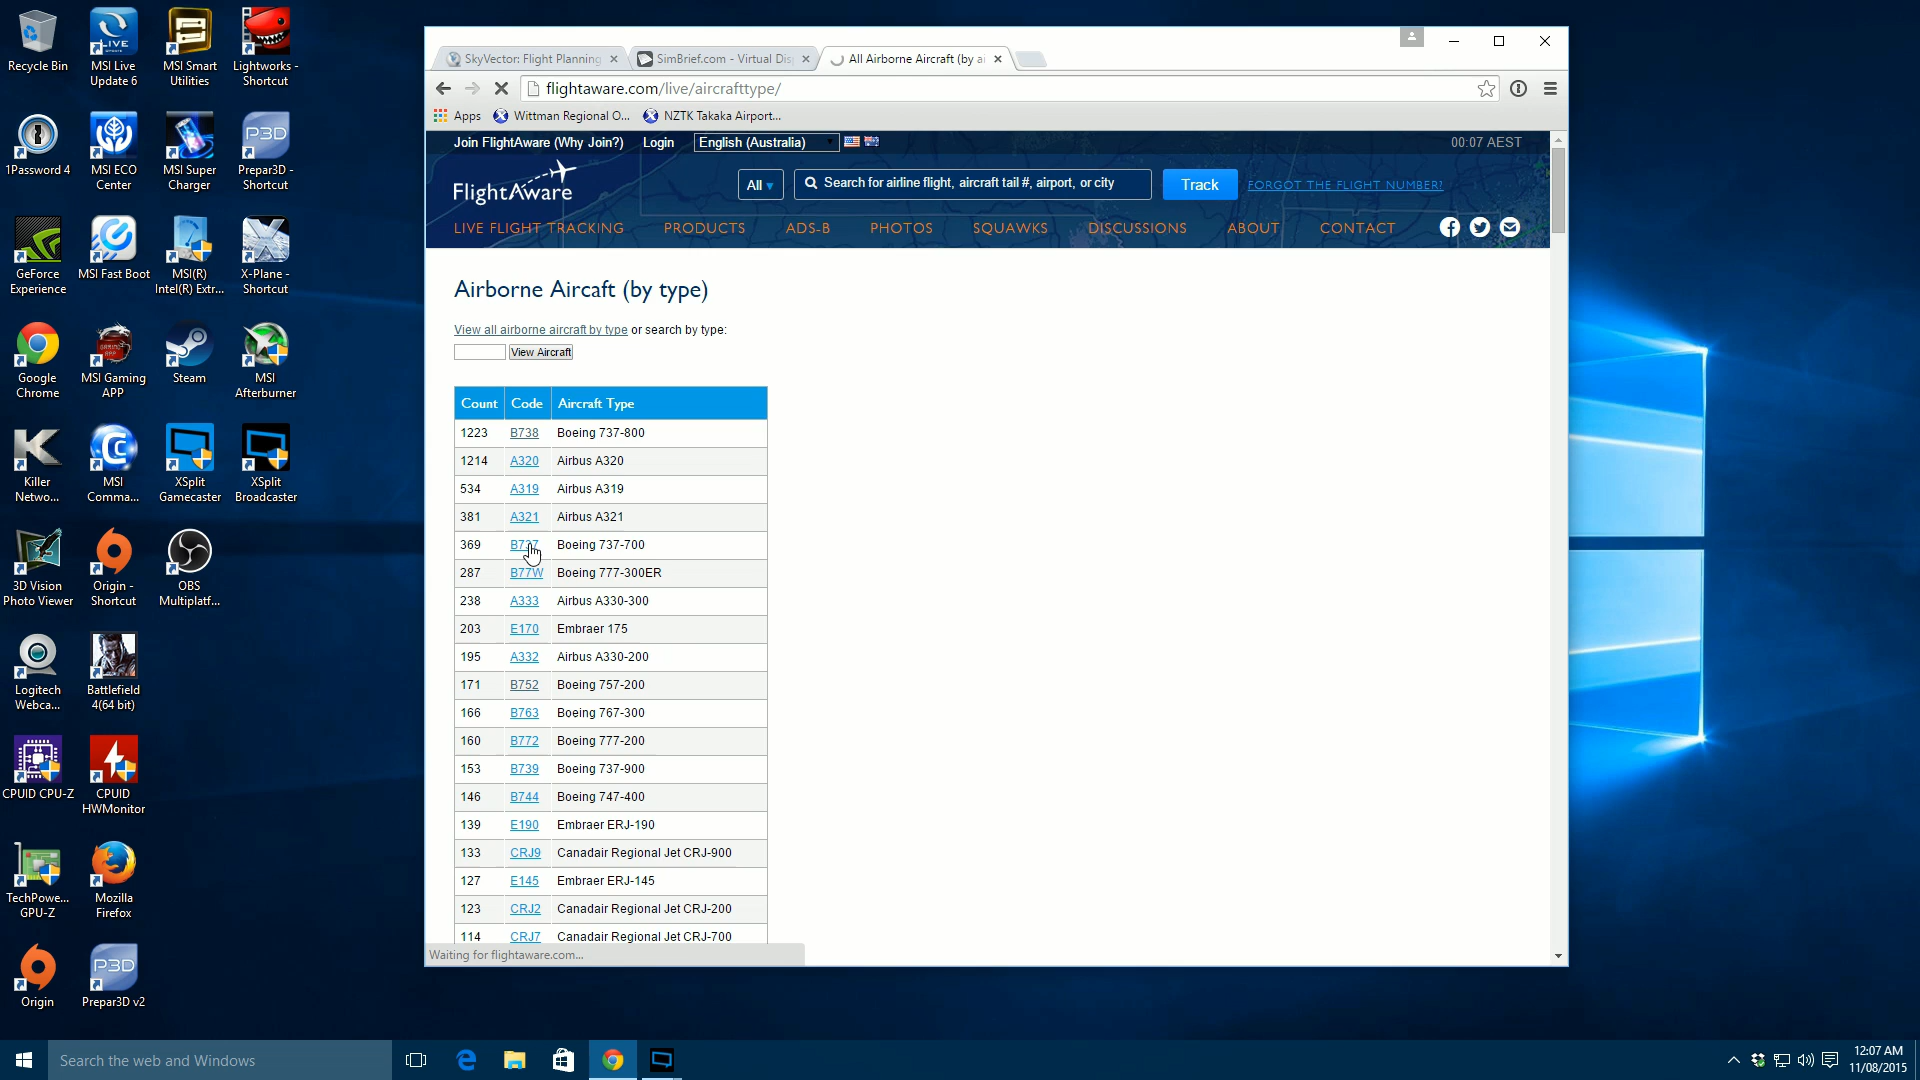 Recycle Bin
MSI Live Update 6
MSI Smart Utilities
Lightworks - Shortcut
1Password 4
MSI ECO Center
MSI Super Charger
Prepar3D - Shortcut
GeForce Experience
MSI Fast Boot
MSI(R) Intel(R) Extr...
X-Plane - Shortcut
Google Chrome
MSI Gaming APP
Steam
MSI Afterburner
Killer Netwo...
MSI Comma...
XSplit Gamecaster
XSplit Broadcaster
3D Vision Photo Viewer
Origin - Shortcut
OBS Multiplatf...
Logitech Webca...
Battlefield 4(64 bit)
CPUID CPU-Z
CPUID HWMonitor
TechPowe... GPU-Z
Mozilla Firefox
Origin
Prepar3D v2
SkyVector: Flight Planning
SimBrief.com - Virtual Dis
All Airborne Aircraft (by ai
flightaware.com/live/aircrafttype/
Apps
Wittman Regional O...
NZTK Takaka Airport...
Join FlightAware (Why Join?)
Login
English (Australia)
00:07 AEST
FlightAware
All
Search for airline flight, aircraft tail #, airport, or city
Track
FORGOT THE FLIGHT NUMBER?
LIVE FLIGHT TRACKING
PRODUCTS
ADS-B
PHOTOS
SQUAWKS
DISCUSSIONS
ABOUT
CONTACT
Airborne Aircaft (by type)
View all airborne aircraft by type or search by type:
View Aircraft
Count Code Aircraft Type
1223 B738 Boeing 737-800
1214 A320 Airbus A320
534 A319 Airbus A319
381 A321 Airbus A321
369 B737 Boeing 737-700
287 B77W Boeing 777-300ER
238 A333 Airbus A330-300
203 E170 Embraer 175
195 A332 Airbus A330-200
171 B752 Boeing 757-200
166 B763 Boeing 767-300
160 B772 Boeing 777-200
153 B739 Boeing 737-900
146 B744 Boeing 747-400
139 E190 Embraer ERJ-190
133 CRJ9 Canadair Regional Jet CRJ-900
127 E145 Embraer ERJ-145
123 CRJ2 Canadair Regional Jet CRJ-200
114 CRJ7 Canadair Regional Jet CRJ-700
Waiting for flightaware.com...
Search the web and Windows
12:07 AM
11/08/2015